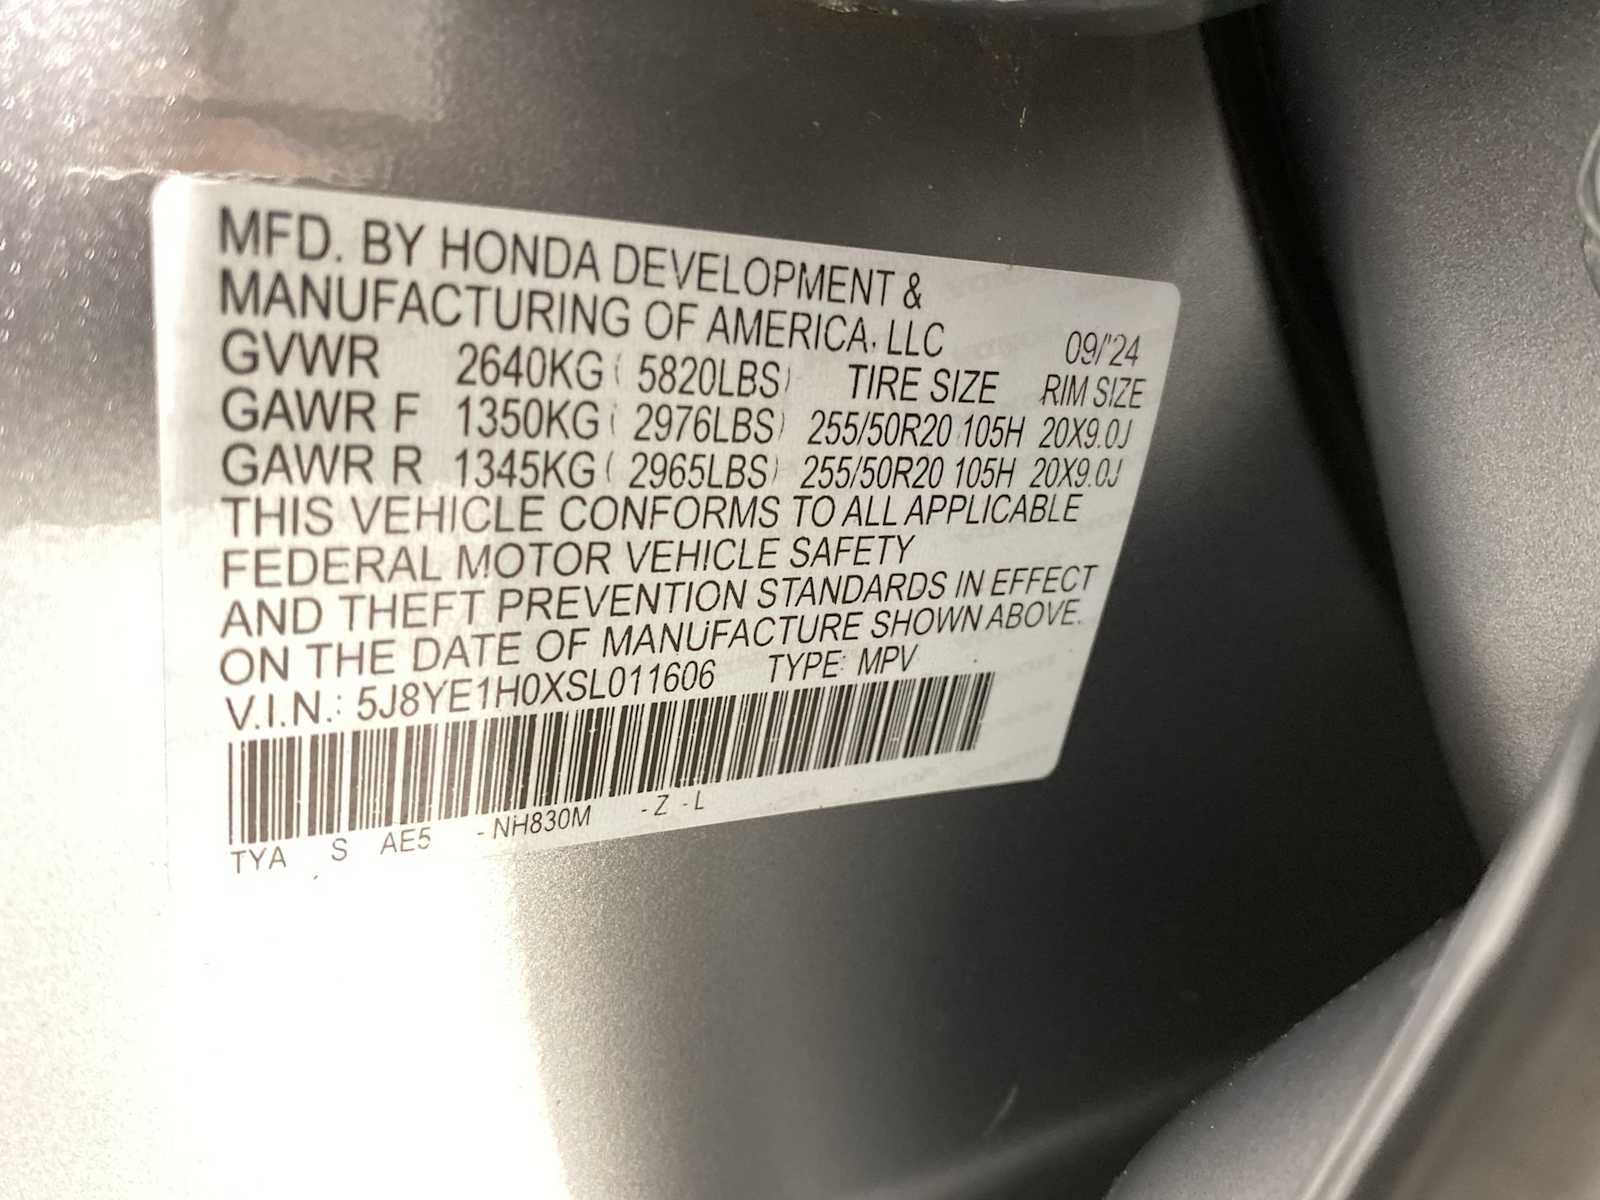 MFD. BY HONDA DEVELOPMENT &
MANUFACTURING OF AMERICA, LLC 09/'24
GVWR 2640KG ( 5820LBS) TIRE SIZE RIM SIZE
GAWR F 1350KG ( 2976LBS) 255/50R20 105H 20X9.0J
GAWR R 1345KG ( 2965LBS) 255/50R20 105H 20X9.0J
THIS VEHICLE CONFORMS TO ALL APPLICABLE
FEDERAL MOTOR VEHICLE SAFETY
AND THEFT PREVENTION STANDARDS IN EFFECT
ON THE DATE OF MANUFACTURE SHOWN ABOVE.
V.I.N.: 5J8YE1H0XSL011606 TYPE: MPV
TYA S AE5 -NH830M -Z -L